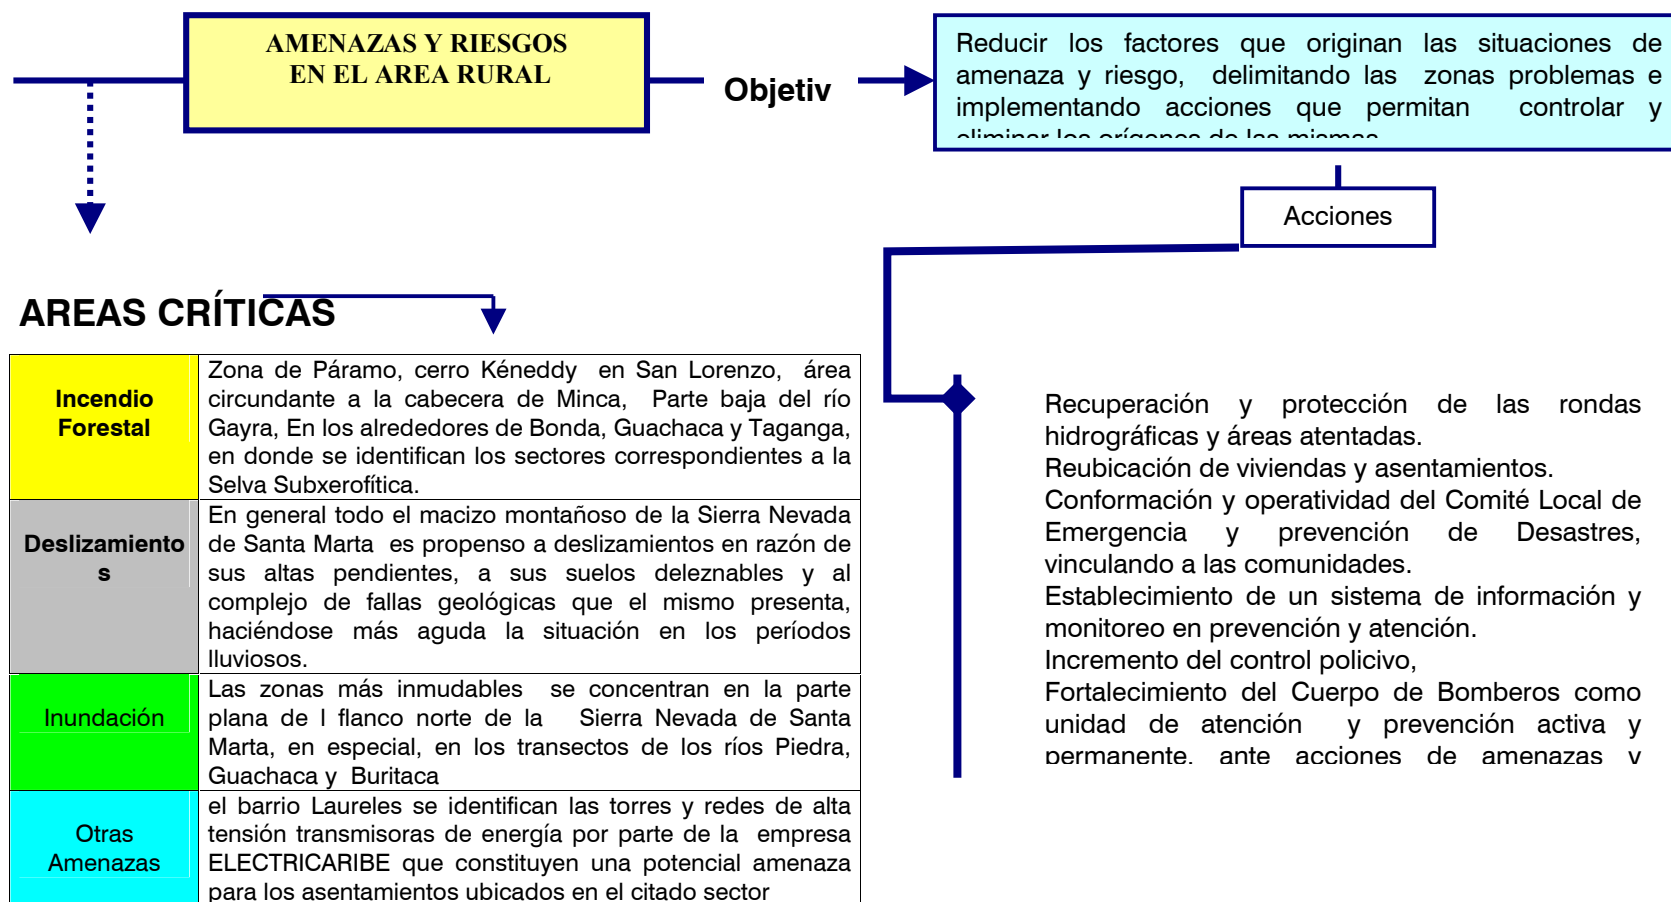 AMENAZAS Y RIESGOS
EN EL AREA RURAL
Objetiv
Reducir los factores que originan las situaciones de
amenaza y riesgo, delimitando las zonas problemas e
implementando acciones que permitan controlar y
eliminar los orígenes de las mismas
Acciones
AREAS CRÍTICAS
Incendio
Forestal
Zona de Páramo, cerro Kéneddy en San Lorenzo, área
circundante a la cabecera de Minca, Parte baja del río
Gayra, En los alrededores de Bonda, Guachaca y Taganga,
en donde se identifican los sectores correspondientes a la
Selva Subxerofítica.
Deslizamiento
s
En general todo el macizo montañoso de la Sierra Nevada
de Santa Marta es propenso a deslizamientos en razón de
sus altas pendientes, a sus suelos deleznables y al
complejo de fallas geológicas que el mismo presenta,
haciéndose más aguda la situación en los períodos
lluviosos.
Inundación
Las zonas más inmudables se concentran en la parte
plana de l flanco norte de la Sierra Nevada de Santa
Marta, en especial, en los transectos de los ríos Piedra,
Guachaca y Buritaca
Otras
Amenazas
el barrio Laureles se identifican las torres y redes de alta
tensión transmisoras de energía por parte de la empresa
ELECTRICARIBE que constituyen una potencial amenaza
para los asentamientos ubicados en el citado sector
Recuperación y protección de las rondas
hidrográficas y áreas atentadas.
Reubicación de viviendas y asentamientos.
Conformación y operatividad del Comité Local de
Emergencia y prevención de Desastres,
vinculando a las comunidades.
Establecimiento de un sistema de información y
monitoreo en prevención y atención.
Incremento del control policivo,
Fortalecimiento del Cuerpo de Bomberos como
unidad de atención y prevención activa y
permanente, ante acciones de amenazas y